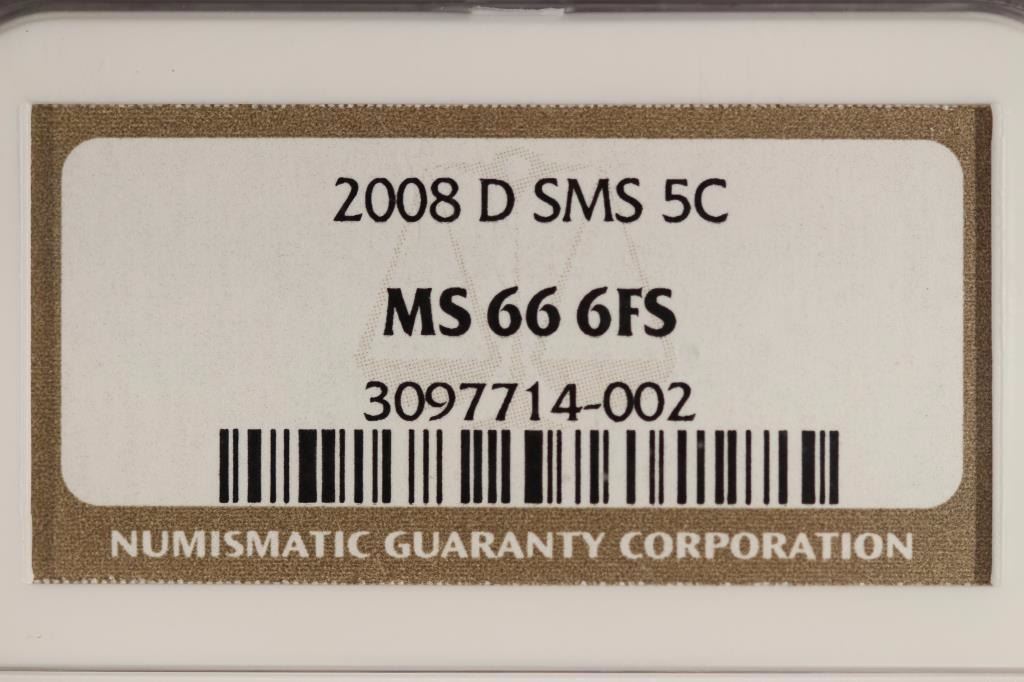 2008 D SMS 5C
MS 66 6FS
3097714-002
NUMISMATIC GUARANTY CORPORATION